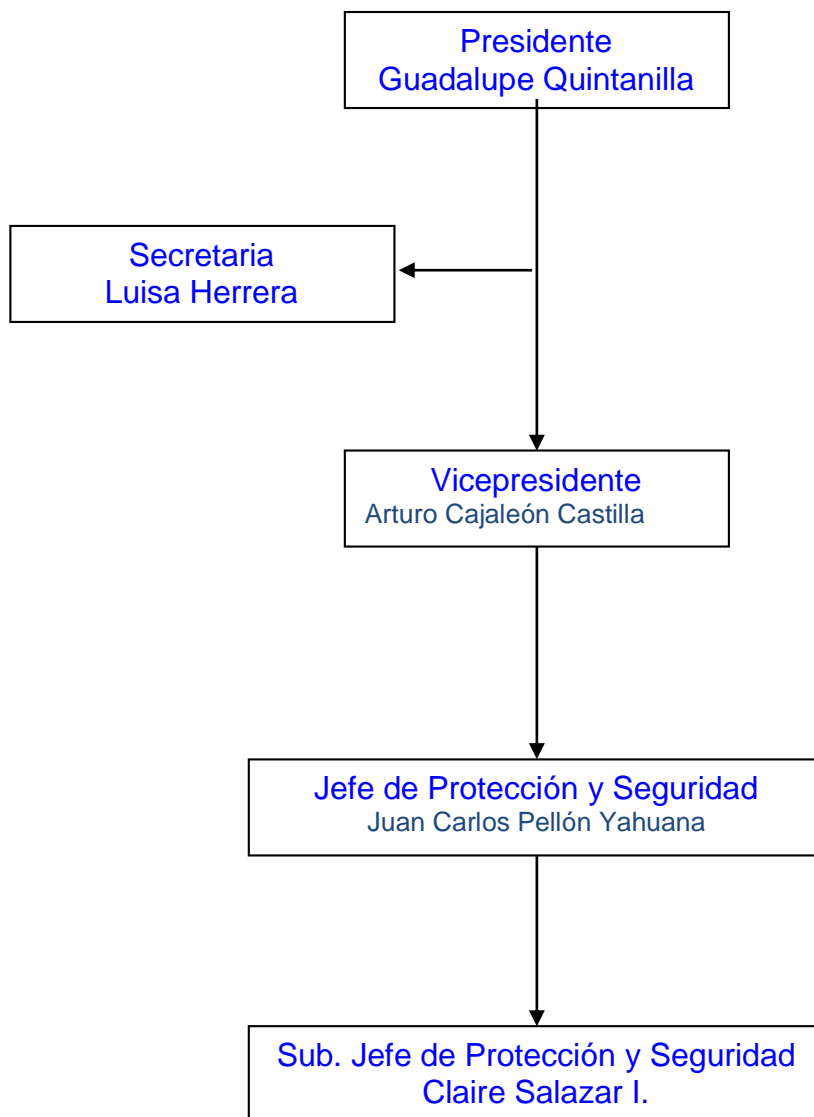 Presidente
Guadalupe Quintanilla
Secretaria
Luisa Herrera
Vicepresidente
Arturo Cajaleón Castilla
Jefe de Protección y Seguridad
Juan Carlos Pellón Yahuana
Sub. Jefe de Protección y Seguridad
Claire Salazar I.